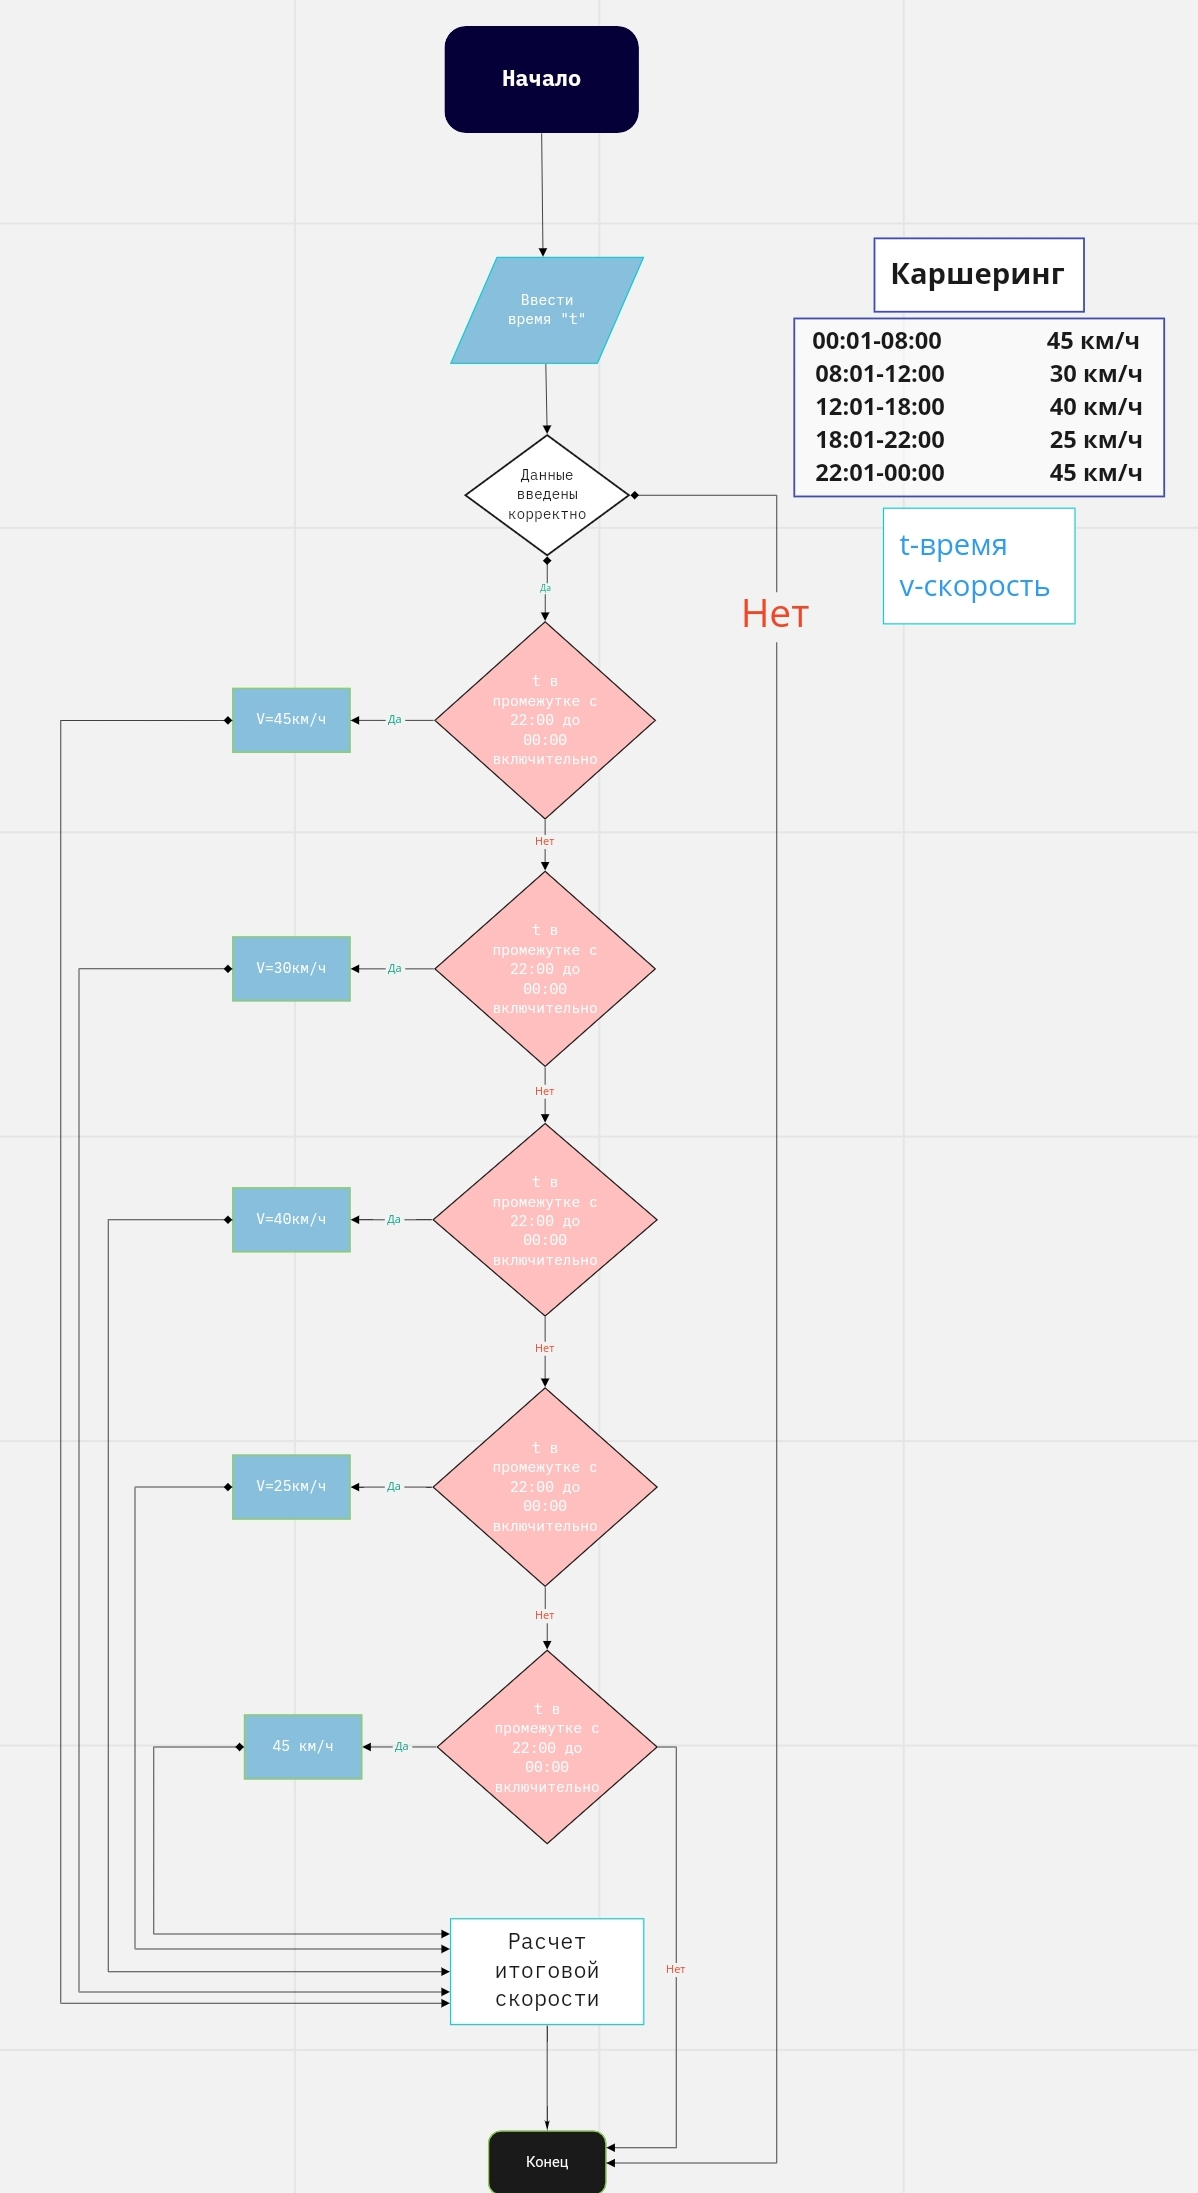 Начало
Ввести
время "t"
Каршеринг
00:01-08:00 45 км/ч
08:01-12:00 30 км/ч
12:01-18:00 40 км/ч
18:01-22:00 25 км/ч
22:01-00:00 45 км/ч
t-время
v-скорость
Данные
введены
корректно
Да
Нет
t в
промежутке с
22:00 до
00:00
включительно
Да
V=45км/ч
Нет
t в
промежутке с
22:00 до
00:00
включительно
Да
V=30км/ч
Нет
t в
промежутке с
22:00 до
00:00
включительно
Да
V=40км/ч
Нет
t в
промежутке с
22:00 до
00:00
включительно
Да
V=25км/ч
Нет
t в
промежутке с
22:00 до
00:00
включительно
Да
45 км/ч
Расчет
итоговой
скорости
Нет
Конец